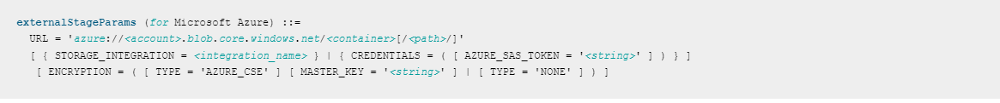 externalStageParams (for Microsoft Azure) ::=
URL = 'azure://<account>.blob.core.windows.net/<container>[/<path>/]'
[ { STORAGE_INTEGRATION = <integration_name> } | { CREDENTIALS = ( [ AZURE_SAS_TOKEN = '<string>' ] ) } ]
[ ENCRYPTION = ( [ TYPE = 'AZURE_CSE' ] [ MASTER_KEY = '<string>' ] | [ TYPE = 'NONE' ] ) ]